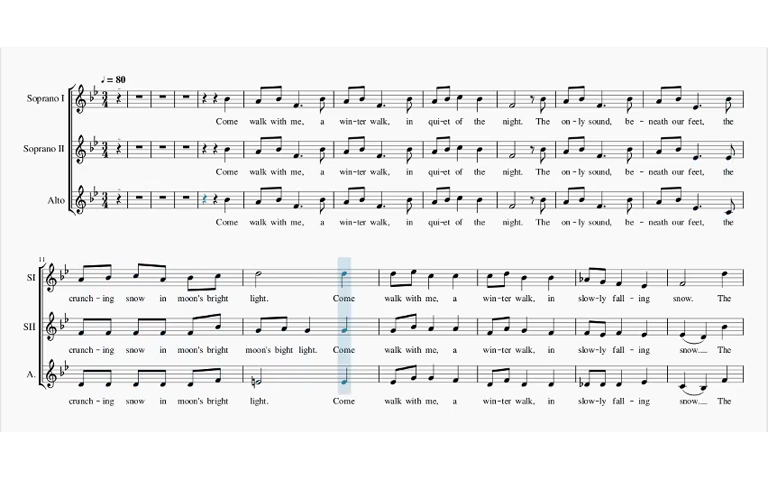 ♩ = 80
Soprano I
Come walk with me, a win-ter walk, in qui-et of the night. The on-ly sound, be-neath our feet, the
Soprano II
Come walk with me, a win-ter walk, in qui-et of the night. The on-ly sound, be-neath our feet, the
Alto
Come walk with me, a win-ter walk, in qui-et of the night. The on-ly sound, be-neath our feet, the
11
SI
crunch-ing snow in moon's bright light. Come walk with me, a win-ter walk, in slow-ly fall-ing snow. The
SII
crunch-ing snow in moon's bright moon's bight light. Come walk with me, a win-ter walk, in slow-ly fall-ing snow. The
A.
crunch-ing snow in moon's bright light. Come walk with me, a win-ter walk, in slow-ly fall-ing snow. The